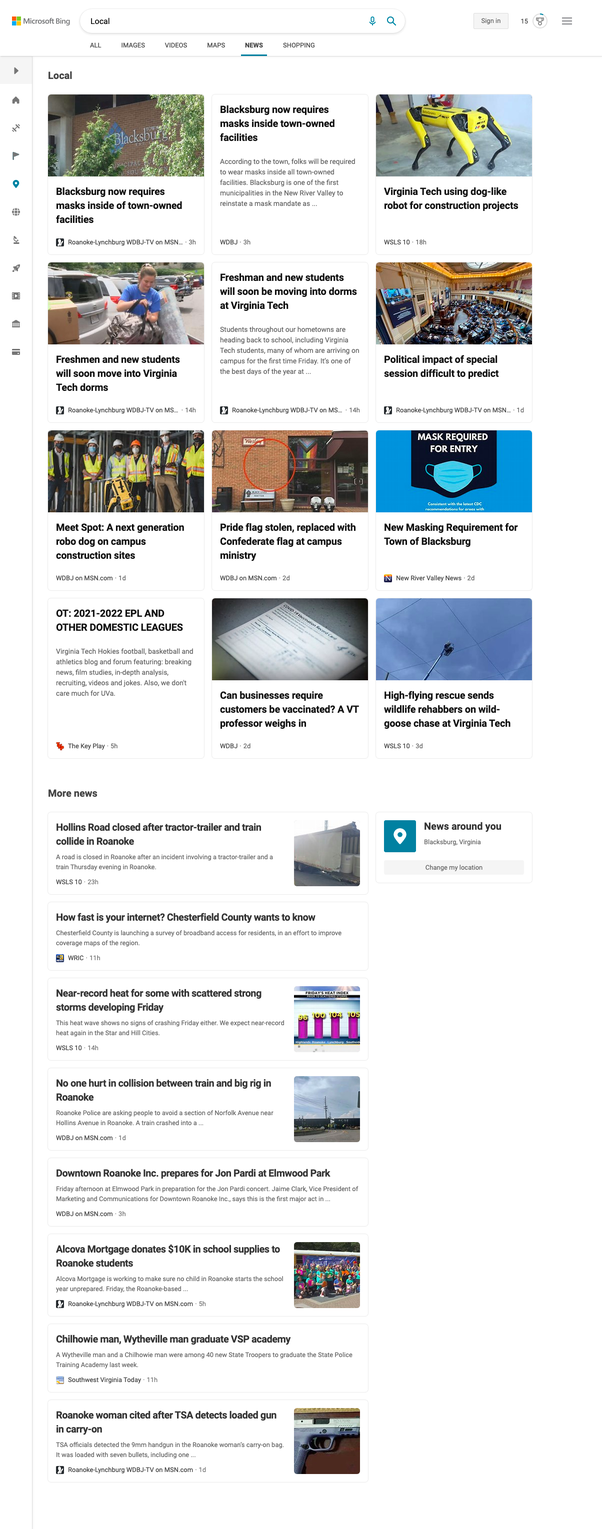 Microsoft Bing
Local
Sign in
15
ALL IMAGES VIDEOS MAPS NEWS SHOPPING
Local
Blacksburg
Blacksburg now requires
masks inside of town-owned
facilities
Roanoke-Lynchburg WDBJ-TV on MSN... · 3h
Blacksburg now requires
masks inside town-owned
facilities
According to the town, folks will be required
to wear masks inside all town-owned
facilities. Blacksburg is one of the first
municipalities in the New River Valley to
reinstate a mask mandate as ...
WDBJ · 3h
Virginia Tech using dog-like
robot for construction projects
WSLS 10 · 18h
Freshmen and new students
will soon move into Virginia
Tech dorms
Roanoke-Lynchburg WDBJ-TV on MS... · 14h
Freshman and new students
will soon be moving into dorms
at Virginia Tech
Students throughout our hometowns are
heading back to school, including Virginia
Tech students, many of whom are arriving on
campus for the first time Friday. It's one of
the best days of the year at ...
Roanoke-Lynchburg WDBJ-TV on MS... · 14h
Political impact of special
session difficult to predict
Roanoke-Lynchburg WDBJ-TV on MSN... · 1d
Meet Spot: A next generation
robo dog on campus
construction sites
WDBJ on MSN.com · 1d
Pride flag stolen, replaced with
Confederate flag at campus
ministry
WDBJ on MSN.com · 2d
MASK REQUIRED
FOR ENTRY
Consistent with the latest CDC
recommendations for areas with
New Masking Requirement for
Town of Blacksburg
New River Valley News · 2d
OT: 2021-2022 EPL AND
OTHER DOMESTIC LEAGUES
Virginia Tech Hokies football, basketball and
athletics blog and forum featuring: breaking
news, film studies, in-depth analysis,
recruiting, videos and jokes. Also, we don't
care much for UVa.
The Key Play · 5h
Can businesses require
customers be vaccinated? A VT
professor weighs in
WDBJ · 2d
High-flying rescue sends
wildlife rehabbers on wild-
goose chase at Virginia Tech
WSLS 10 · 3d
More news
Hollins Road closed after tractor-trailer and train
collide in Roanoke
A road is closed in Roanoke after an incident involving a tractor-trailer and a
train Thursday evening in Roanoke.
WSLS 10 · 23h
News around you
Blacksburg, Virginia
Change my location
How fast is your internet? Chesterfield County wants to know
Chesterfield County is launching a survey of broadband access for residents, in an effort to improve
coverage maps of the region.
WRIC · 11h
Near-record heat for some with scattered strong
storms developing Friday
This heat wave shows no signs of crashing Friday either. We expect near-record
heat again in the Star and Hill Cities.
WSLS 10 · 14h
FRIDAY'S HEAT INDEX
96 100 104 105
No one hurt in collision between train and big rig in
Roanoke
Roanoke Police are asking people to avoid a section of Norfolk Avenue near
Hollins Avenue in Roanoke. A train crashed into a ...
WDBJ on MSN.com · 1d
Downtown Roanoke Inc. prepares for Jon Pardi at Elmwood Park
Friday afternoon at Elmwood Park in preparation for the Jon Pardi concert. Jaime Clark, Vice President of
Marketing and Communications for Downtown Roanoke Inc., says this is the first major act in ...
WDBJ on MSN.com · 3h
Alcova Mortgage donates $10K in school supplies to
Roanoke students
Alcova Mortgage is working to make sure no child in Roanoke starts the school
year unprepared. Friday, the Roanoke-based ...
Roanoke-Lynchburg WDBJ-TV on MSN.com · 5h
Chilhowie man, Wytheville man graduate VSP academy
A Wytheville man and a Chilhowie man were among 40 new State Troopers to graduate the State Police
Training Academy last week.
Southwest Virginia Today · 11h
Roanoke woman cited after TSA detects loaded gun
in carry-on
TSA officials detected the 9mm handgun in the Roanoke woman's carry-on bag.
It was loaded with seven bullets, including one ...
Roanoke-Lynchburg WDBJ-TV on MSN.com · 1d